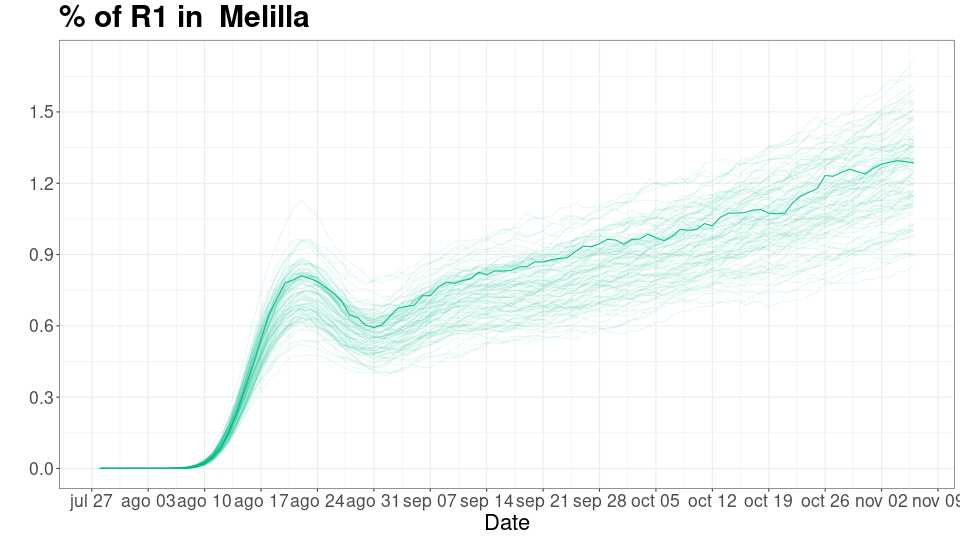 % of R1 in  Melilla
1.5
1.2
0.9
0.6
0.3
0.0
jul 27 ago 03 ago 10 ago 17 ago 24 ago 31 sep 07 sep 14 sep 21 sep 28 oct 05 oct 12 oct 19 oct 26 nov 02 nov 09
Date